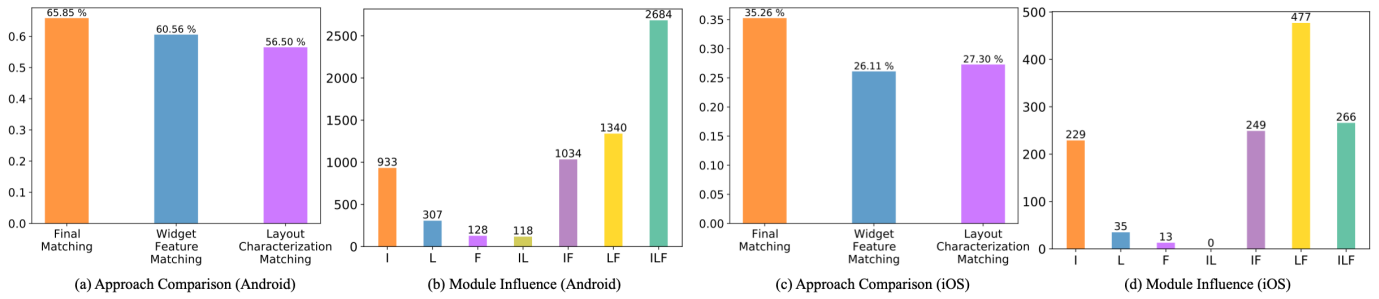 65.85 %
60.56 %
56.50 %
0.6
0.5
0.4
0.3
0.2
0.1
0.0
Final
Matching
Widget
Feature
Matching
Layout
Characterization
Matching
(a) Approach Comparison (Android)
2500
2000
1500
1000
500
0
933
307
128
118
1034
1340
2684
I L F IL IF LF ILF
(b) Module Influence (Android)
35.26 %
26.11 %
27.30 %
0.35
0.30
0.25
0.20
0.15
0.10
0.05
0.00
Final
Matching
Widget
Feature
Matching
Layout
Characterization
Matching
(c) Approach Comparison (iOS)
500
400
300
200
100
0
229
35
13
0
249
477
266
I L F IL IF LF ILF
(d) Module Influence (iOS)